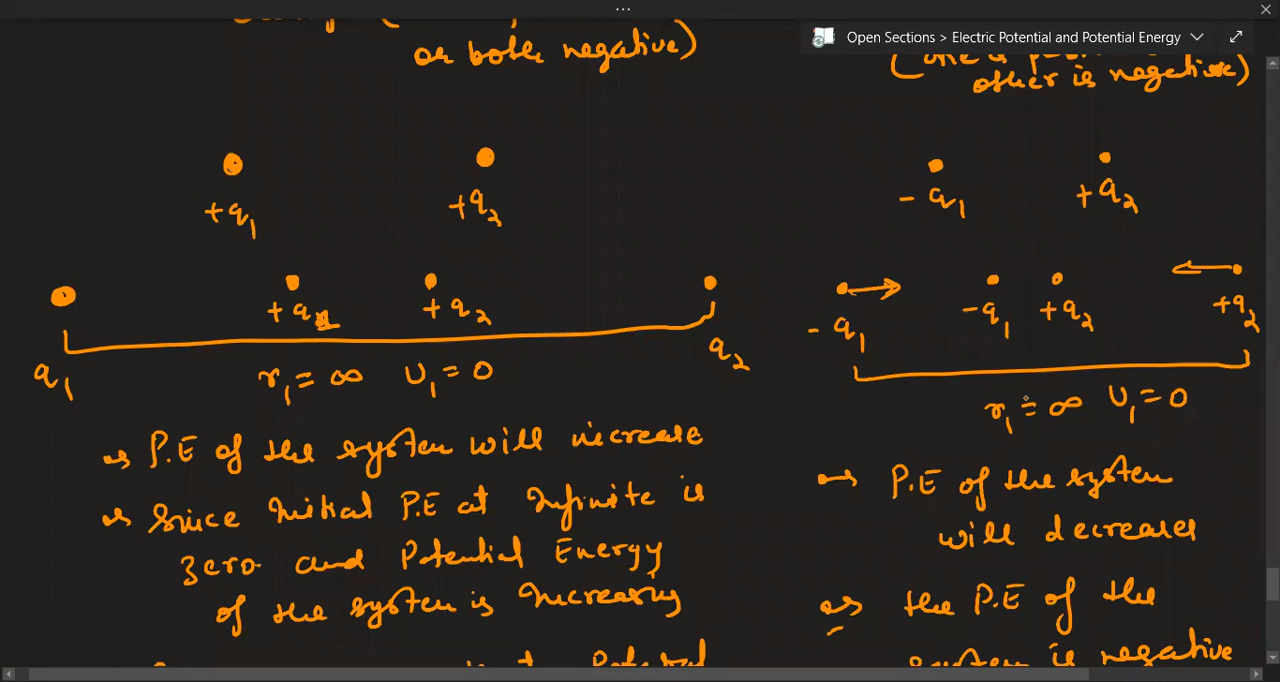 ...
Open Sections > Electric Potential and Potential Energy
or both negative)
other is negative)
+q1
+q2
- q1
+q2
+q1
+q2
-q1
+q2
q1
q2
- q1
+q2
r1 = ∞ U1 = 0
r1 = ∞ U1 = 0
→ P.E of the system will increase
→ Since Initial P.E at Infinite is
zero and Potential Energy
of the system is Increasing
→ P.E of the system
will decreases
→ the P.E of the
system is negative